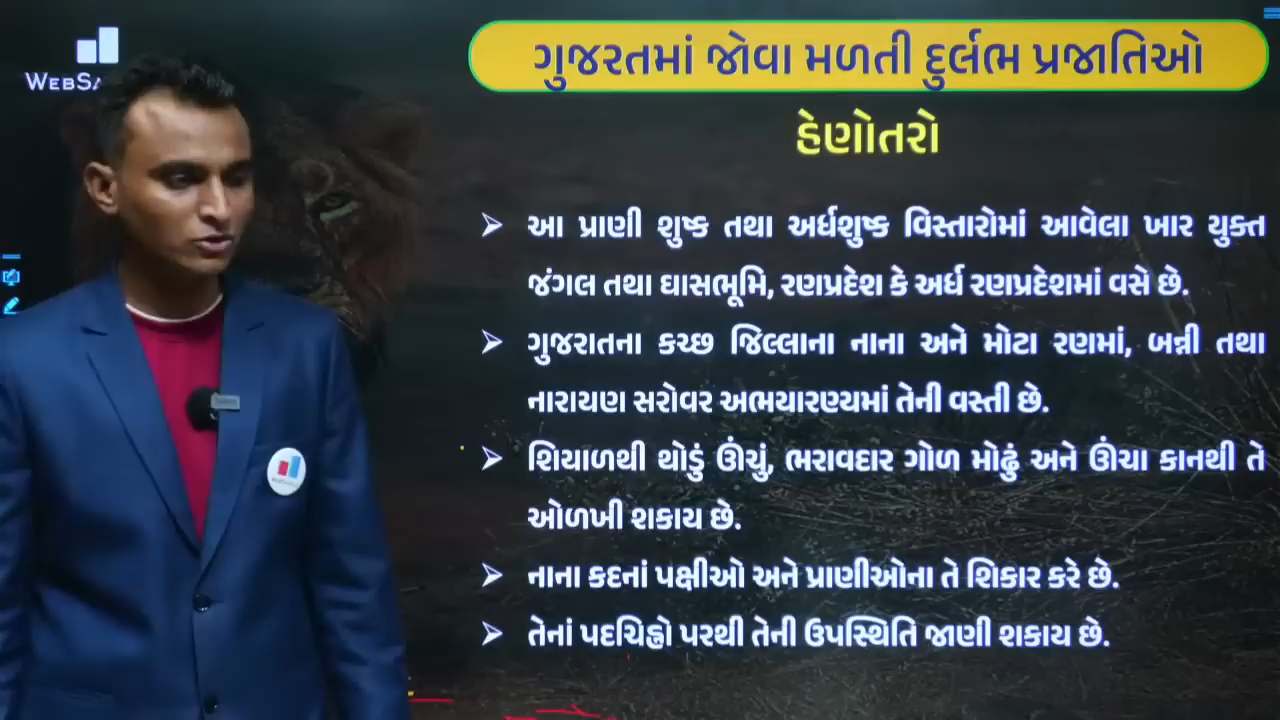 WEBSA
ગુજરતમાં જોવા મળતી દુર્લભ પ્રજાતિઓ
હેણોતરો
➤ આ પ્રાણી શુષ્ક તથા અર્ધશુષ્ક વિસ્તારોમાં આવેલા ખાર યુક્ત
જંગલ તથા ઘાસભૂમિ, રણપ્રદેશ કે અર્ધ રણપ્રદેશમાં વસે છે.
➤ ગુજરાતના કચ્છ જિલ્લાના નાના અને મોટા રણમાં, બન્ની તથા
નારાયણ સરોવર અભયારણ્યમાં તેની વસ્તી છે.
➤ શિયાળથી થોડું ઊંચું, ભરાવદાર ગોળ મોઢું અને ઊંચા કાનથી તે
ઓળખી શકાય છે.
➤ નાના કદનાં પક્ષીઓ અને પ્રાણીઓના તે શિકાર કરે છે.
➤ તેનાં પદચિહ્નો પરથી તેની ઉપસ્થિતિ જાણી શકાય છે.